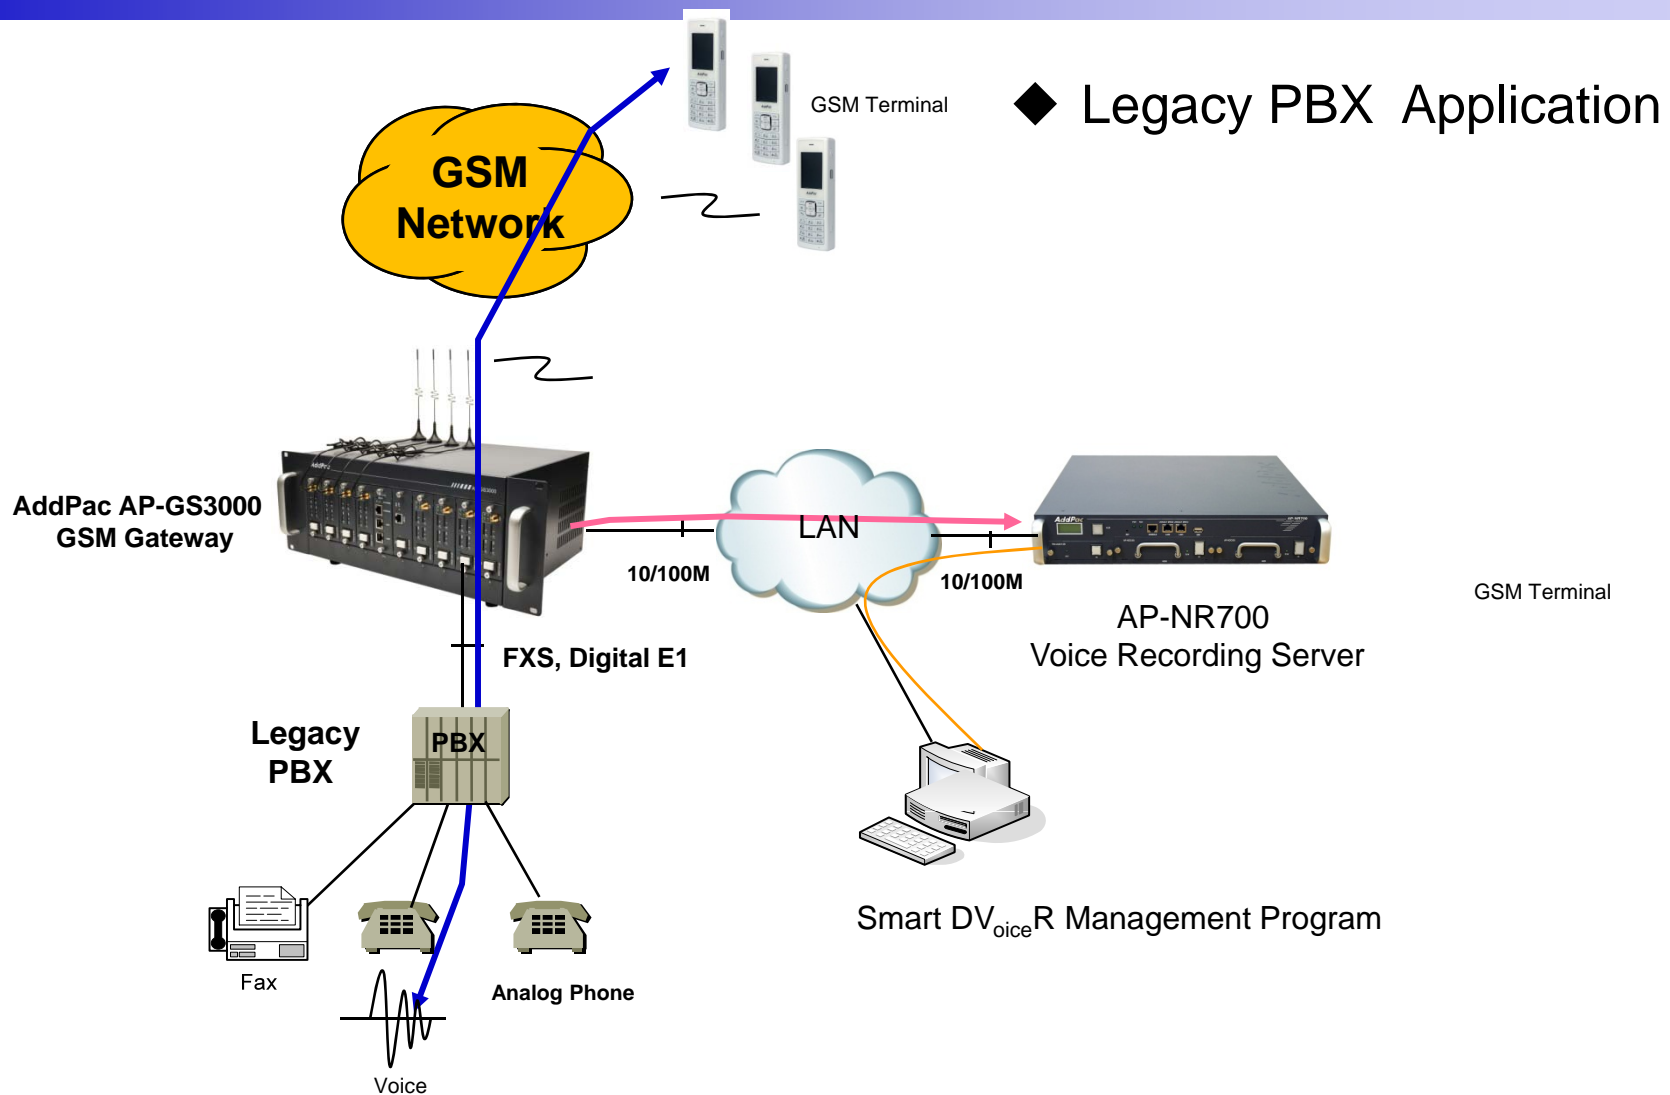 ◆ Legacy PBX Application
GSM Terminal
GSM
Network
AddPac AP-GS3000
GSM Gateway
LAN
10/100M
10/100M
AddPac
GSM Terminal
AP-NR700
Voice Recording Server
FXS, Digital E1
Legacy
PBX
PBX
Smart DVoiceR Management Program
Fax
Analog Phone
Voice